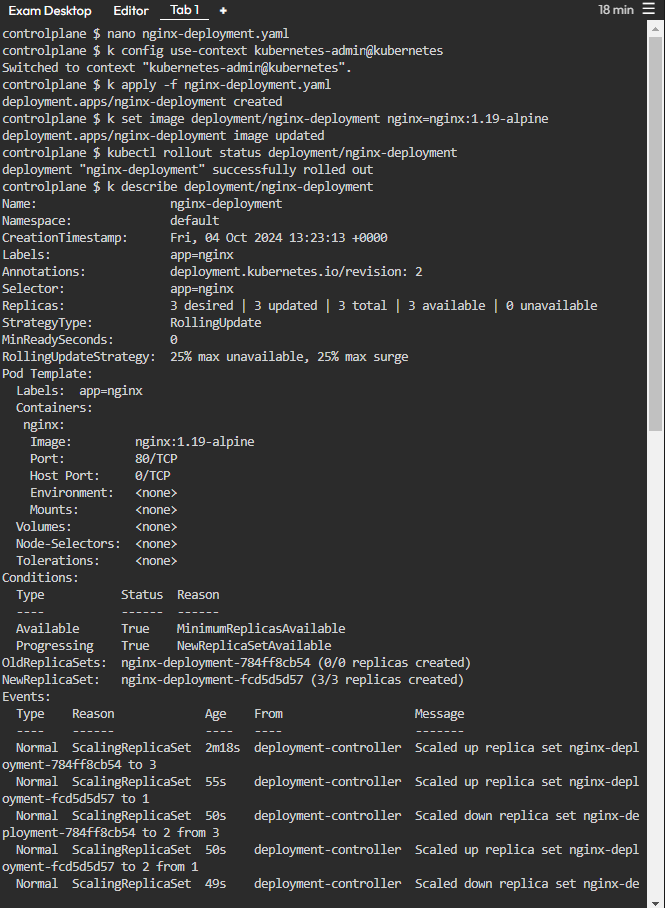 Exam Desktop Editor Tab 1 + 18 min
controlplane $ nano nginx-deployment.yaml
controlplane $ k config use-context kubernetes-admin@kubernetes
Switched to context "kubernetes-admin@kubernetes".
controlplane $ k apply -f nginx-deployment.yaml
deployment.apps/nginx-deployment created
controlplane $ k set image deployment/nginx-deployment nginx=nginx:1.19-alpine
deployment.apps/nginx-deployment image updated
controlplane $ kubectl rollout status deployment/nginx-deployment
deployment "nginx-deployment" successfully rolled out
controlplane $ k describe deployment/nginx-deployment
Name:                   nginx-deployment
Namespace:              default
CreationTimestamp:      Fri, 04 Oct 2024 13:23:13 +0000
Labels:                 app=nginx
Annotations:            deployment.kubernetes.io/revision: 2
Selector:               app=nginx
Replicas:               3 desired | 3 updated | 3 total | 3 available | 0 unavailable
StrategyType:           RollingUpdate
MinReadySeconds:        0
RollingUpdateStrategy:  25% max unavailable, 25% max surge
Pod Template:
  Labels:  app=nginx
  Containers:
   nginx:
    Image:         nginx:1.19-alpine
    Port:          80/TCP
    Host Port:     0/TCP
    Environment:   <none>
    Mounts:        <none>
  Volumes:         <none>
  Node-Selectors:  <none>
  Tolerations:     <none>
Conditions:
  Type           Status  Reason
  ----           ------  ------
  Available      True    MinimumReplicasAvailable
  Progressing    True    NewReplicaSetAvailable
OldReplicaSets:  nginx-deployment-784ff8cb54 (0/0 replicas created)
NewReplicaSet:   nginx-deployment-fcd5d5d57 (3/3 replicas created)
Events:
  Type    Reason             Age    From                   Message
  ----    ------             ----   ----                   -------
  Normal  ScalingReplicaSet  2m18s  deployment-controller  Scaled up replica set nginx-depl
oyment-784ff8cb54 to 3
  Normal  ScalingReplicaSet  55s    deployment-controller  Scaled up replica set nginx-depl
oyment-fcd5d5d57 to 1
  Normal  ScalingReplicaSet  50s    deployment-controller  Scaled down replica set nginx-de
ployment-784ff8cb54 to 2 from 3
  Normal  ScalingReplicaSet  50s    deployment-controller  Scaled up replica set nginx-depl
oyment-fcd5d5d57 to 2 from 1
  Normal  ScalingReplicaSet  49s    deployment-controller  Scaled down replica set nginx-de